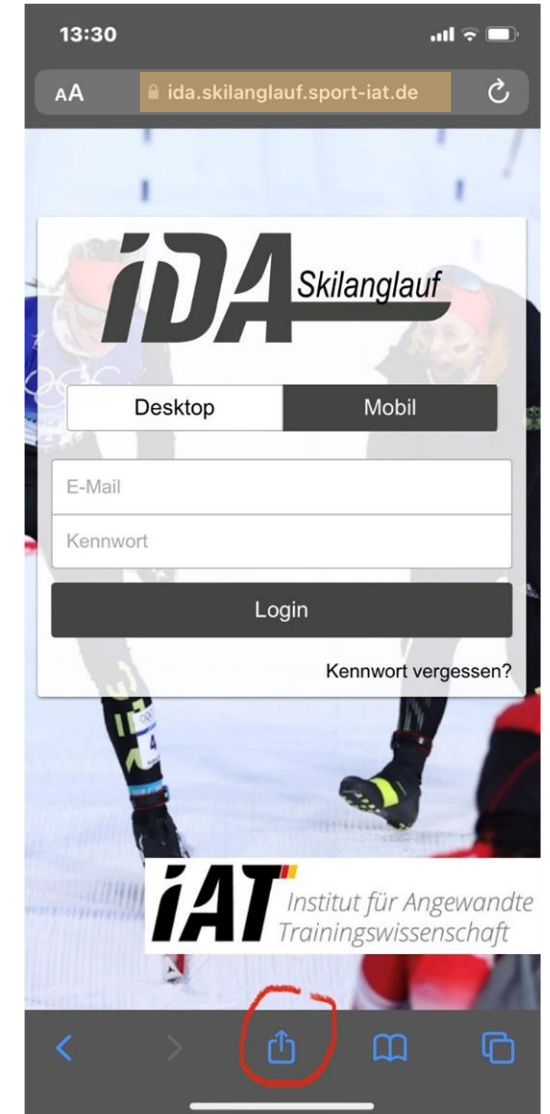 13:30
AA ida.skilanglauf.sport-iat.de
iDA Skilanglauf
Desktop Mobil
E-Mail
Kennwort
Login
Kennwort vergessen?
iAT Institut für Angewandte
Trainingswissenschaft